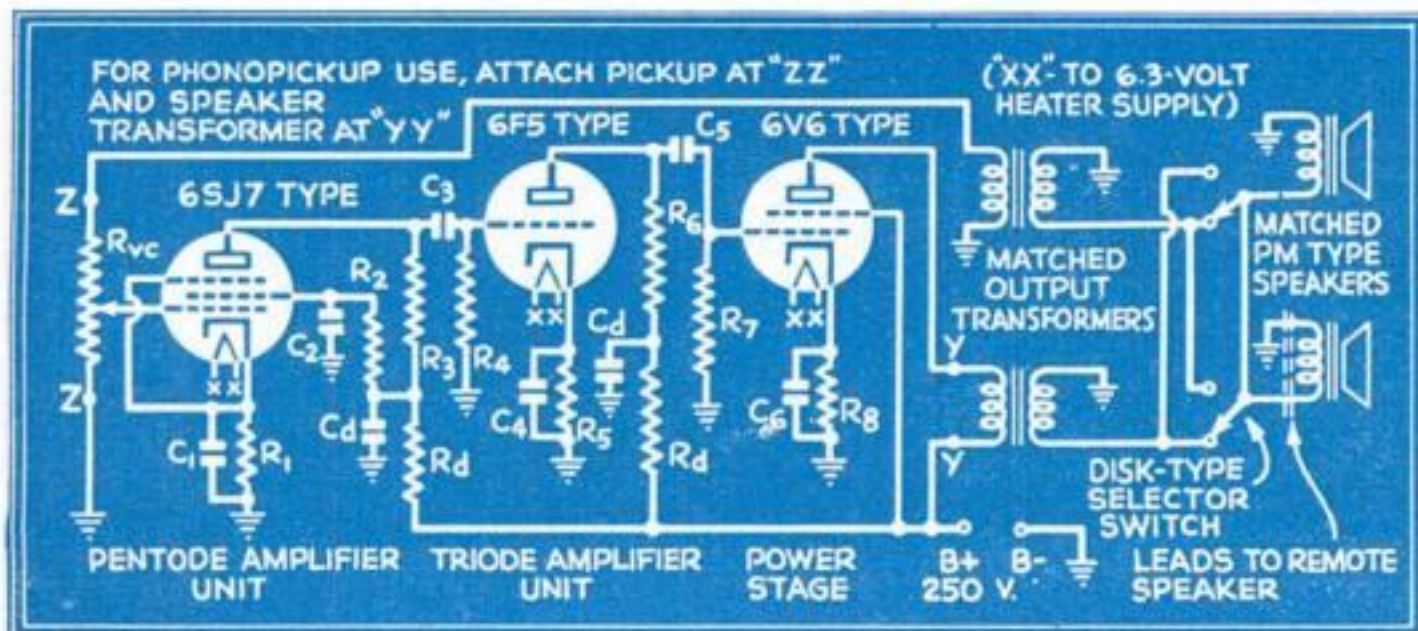 FOR PHONOPICKUP USE, ATTACH PICKUP AT "ZZ"
AND SPEAKER
TRANSFORMER AT "YY"
("XX"- TO 6.3-VOLT
HEATER SUPPLY)
6SJ7 TYPE
6F5 TYPE
6V6 TYPE
Z
Z
Rvc
C1
R1
XX
C2
R2
Cd
R3
Rd
C3
R4
XX
C4
R5
Cd
R6
Rd
C5
R7
XX
C6
R8
Y
Y
MATCHED
OUTPUT
TRANSFORMERS
MATCHED
PM TYPE
SPEAKERS
DISK-TYPE
SELECTOR
SWITCH
PENTODE AMPLIFIER
UNIT
TRIODE AMPLIFIER
UNIT
POWER
STAGE
B+ B-
250 V.
LEADS TO REMOTE
SPEAKER